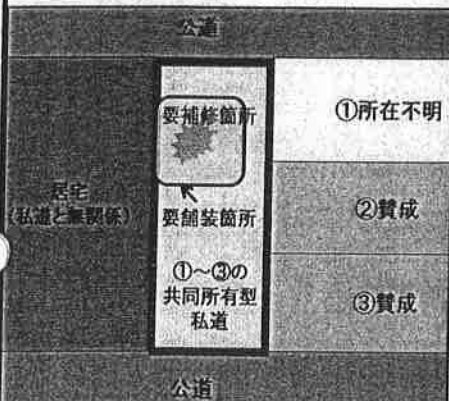 公道
要補修箇所
①所在不明
居宅
（私道と無関係）
要舗装箇所
②賛成
①～③の
共同所有型
私道
③賛成
公道